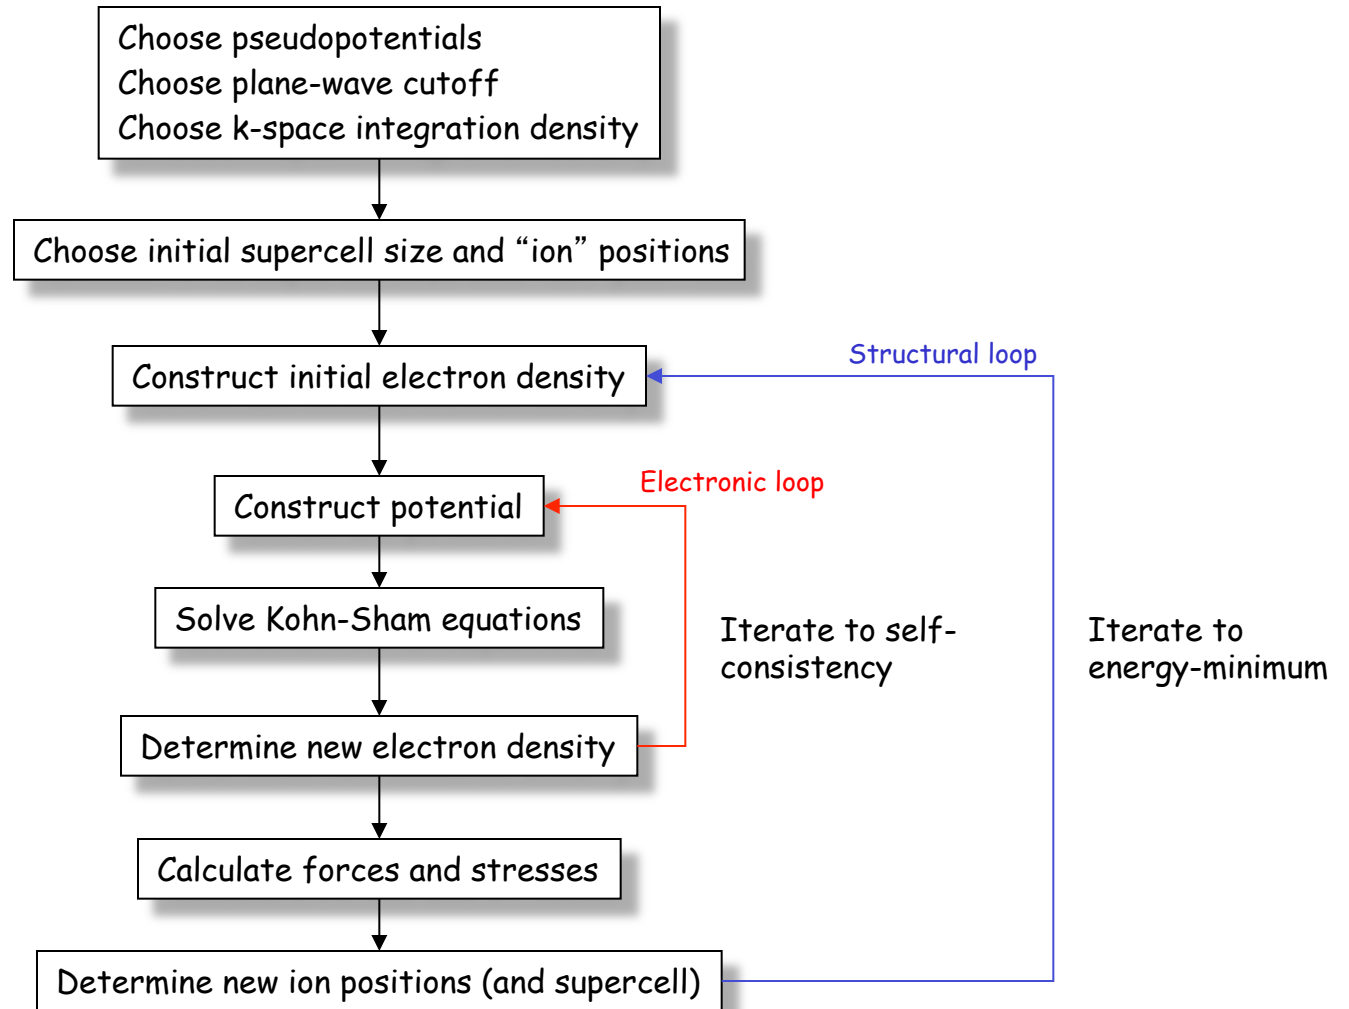 Choose pseudopotentials
Choose plane-wave cutoff
Choose k-space integration density
Choose initial supercell size and “ion” positions
Structural loop
Construct initial electron density
Electronic loop
Construct potential
Solve Kohn-Sham equations
Iterate to self-
consistency
Iterate to
energy-minimum
Determine new electron density
Calculate forces and stresses
Determine new ion positions (and supercell)